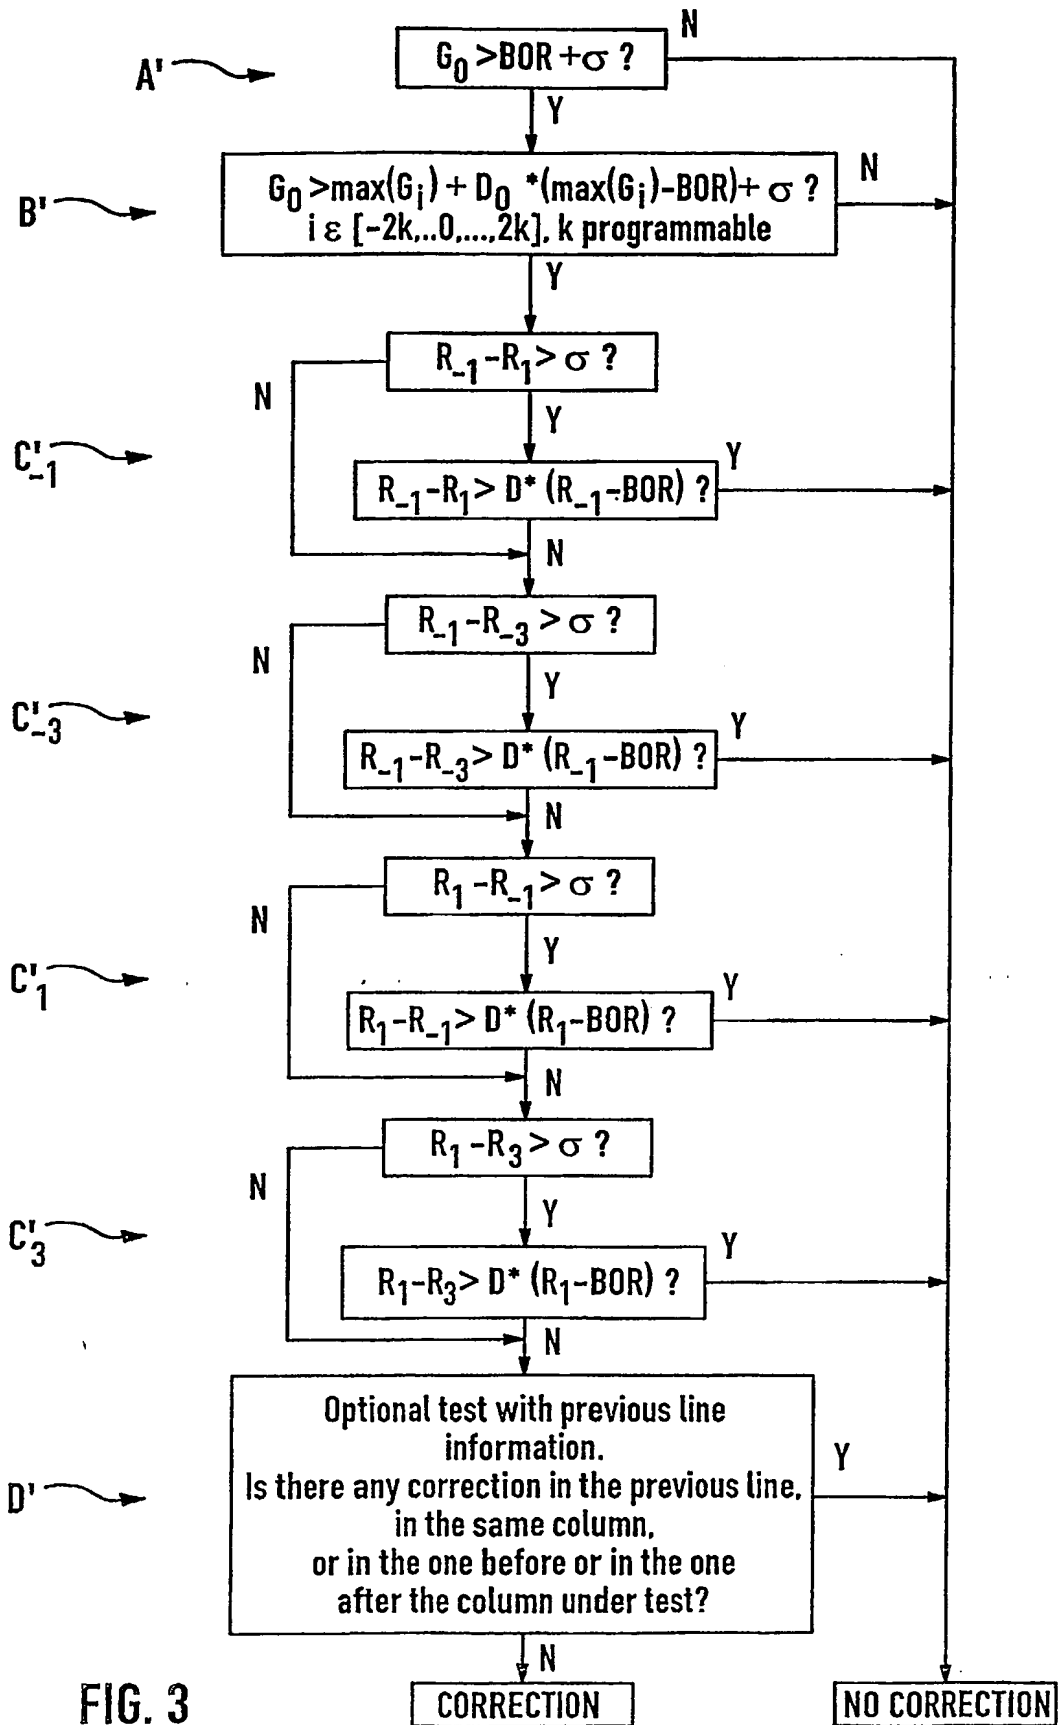 G₀ >BOR +σ ?
N
A'
Y
G₀ >max(Gᵢ) + D₀ *(max(Gᵢ)-BOR)+ σ ?
i ε [-2k,..0,...,2k], k programmable
N
B'
Y
R₋₁ -R₁ > σ ?
N
Y
C'₋₁
R₋₁ -R₁ > D* (R₋₁ -BOR) ?
Y
N
R₋₁ -R₋₃ > σ ?
N
Y
C'₋₃
R₋₁ -R₋₃ > D* (R₋₁ -BOR) ?
Y
N
R₁ -R₋₁ > σ ?
N
Y
C'₁
R₁ -R₋₁ > D* (R₁ -BOR) ?
Y
N
R₁ -R₃ > σ ?
N
Y
C'₃
R₁ -R₃ > D* (R₁ -BOR) ?
Y
N
Optional test with previous line
information.
Is there any correction in the previous line,
in the same column,
or in the one before or in the one
after the column under test?
Y
D'
N
FIG. 3
CORRECTION
NO CORRECTION